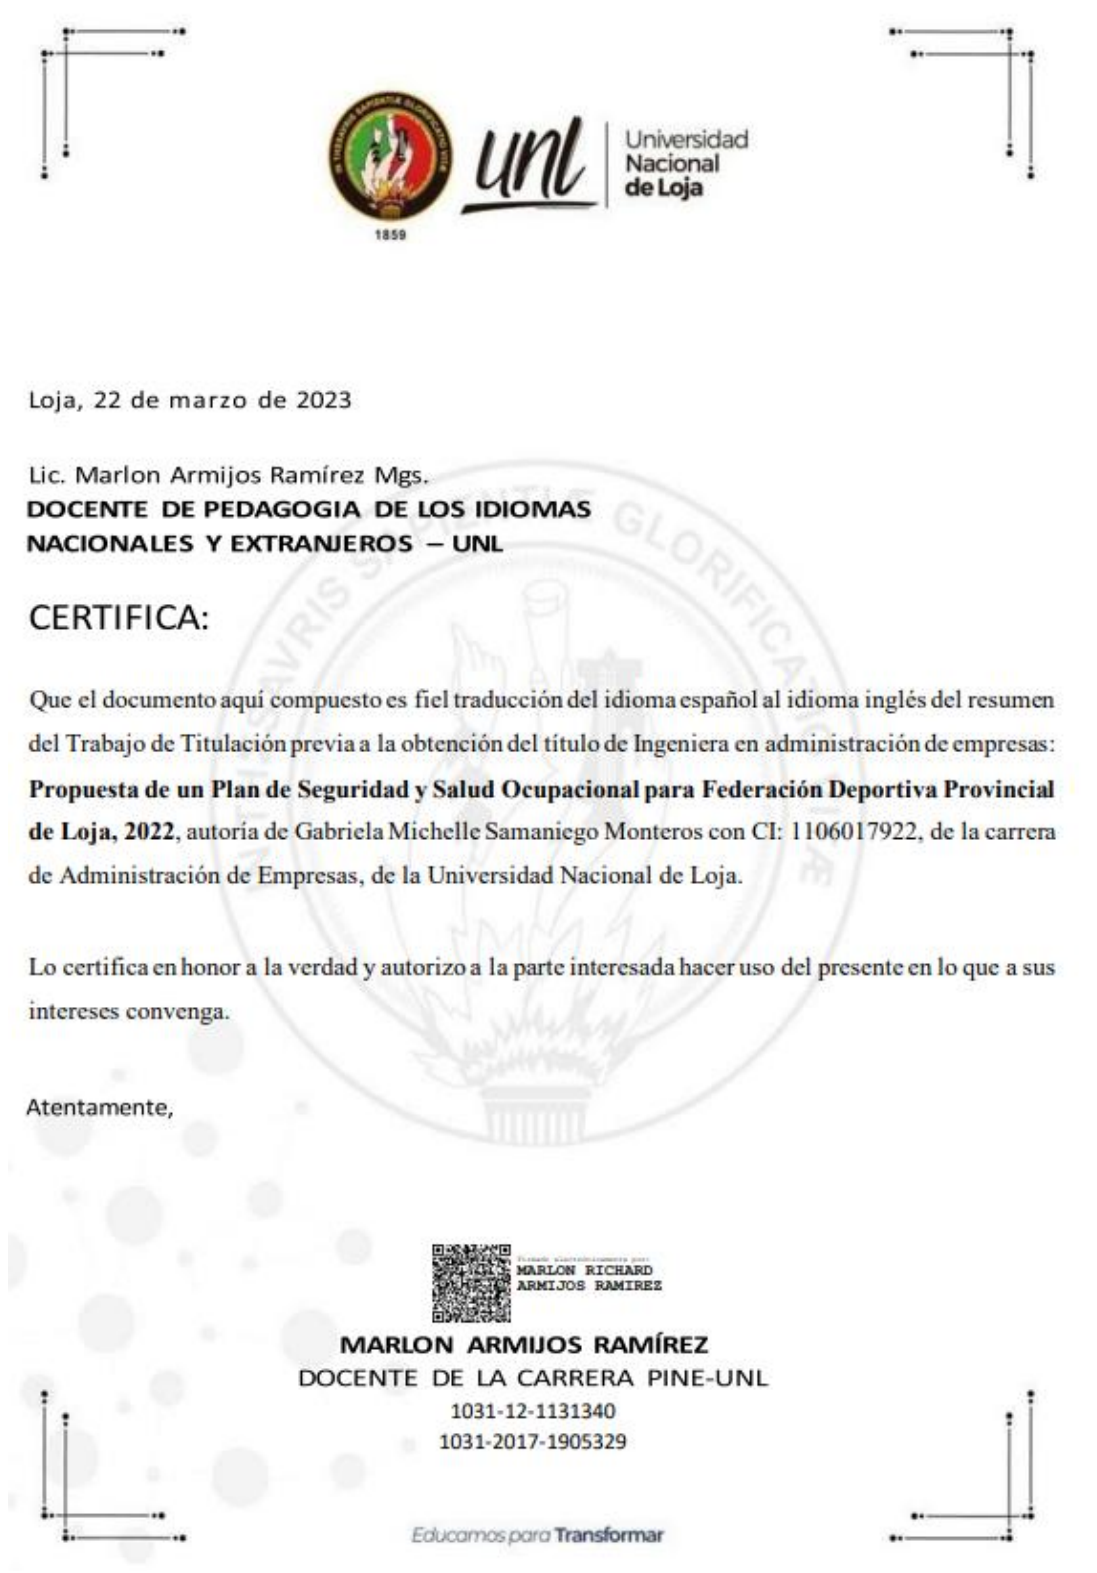 1859
unl
Universidad
Nacional
de Loja
Loja, 22 de marzo de 2023
Lic. Marlon Armijos Ramírez Mgs.
DOCENTE DE PEDAGOGIA DE LOS IDIOMAS
NACIONALES Y EXTRANJEROS – UNL
CERTIFICA:
Que el documento aquí compuesto es fiel traducción del idioma español al idioma inglés del resumen
del Trabajo de Titulación previa a la obtención del título de Ingeniera en administración de empresas:
Propuesta de un Plan de Seguridad y Salud Ocupacional para Federación Deportiva Provincial
de Loja, 2022, autoría de Gabriela Michelle Samaniego Monteros con CI: 1106017922, de la carrera
de Administración de Empresas, de la Universidad Nacional de Loja.
Lo certifica en honor a la verdad y autorizo a la parte interesada hacer uso del presente en lo que a sus
intereses convenga.
Atentamente,
Firmado electrónicamente por:
MARLON RICHARD
ARMIJOS RAMIREZ
MARLON ARMIJOS RAMÍREZ
DOCENTE DE LA CARRERA PINE-UNL
1031-12-1131340
1031-2017-1905329
Educamos para Transformar